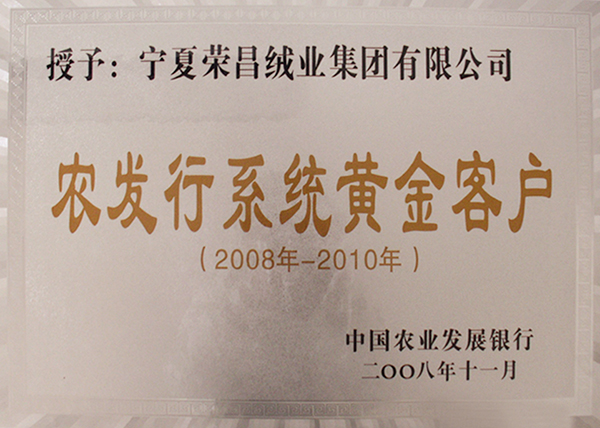 授予：宁夏荣昌绒业集团有限公司
农发行系统黄金客户
（2008年-2010年）
中国农业发展银行
二OO八年十一月